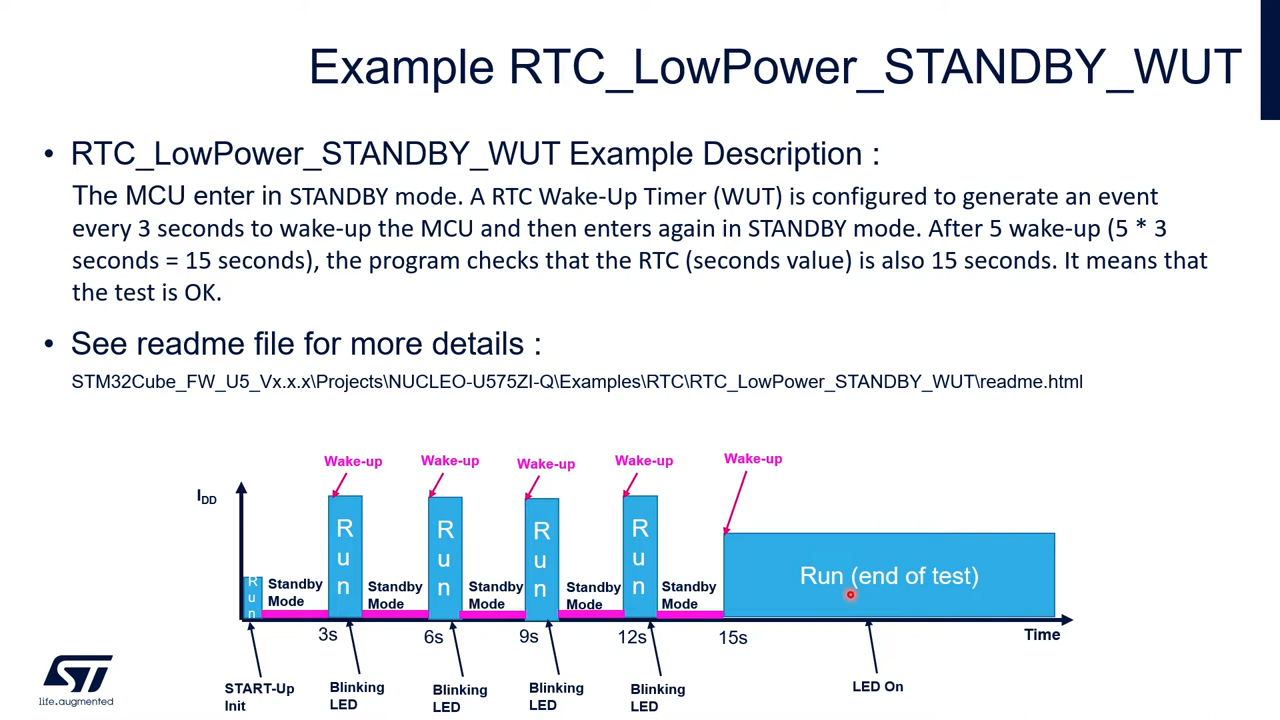 Example RTC_LowPower_STANDBY_WUT
• RTC_LowPower_STANDBY_WUT Example Description :
The MCU enter in STANDBY mode. A RTC Wake-Up Timer (WUT) is configured to generate an event
every 3 seconds to wake-up the MCU and then enters again in STANDBY mode. After 5 wake-up (5 * 3
seconds = 15 seconds), the program checks that the RTC (seconds value) is also 15 seconds. It means that
the test is OK.
• See readme file for more details :
STM32Cube_FW_U5_Vx.x.x\Projects\NUCLEO-U575ZI-Q\Examples\RTC\RTC_LowPower_STANDBY_WUT\readme.html
Wake-up Wake-up Wake-up Wake-up Wake-up
IDD
Run
Standby
Mode
Run
Standby
Mode
Run
Standby
Mode
Run
Standby
Mode
Run
Standby
Mode
Run (end of test)
3s 6s 9s 12s 15s Time
START-Up
Init
Blinking
LED
Blinking
LED
Blinking
LED
Blinking
LED
LED On
ST
life.augmented